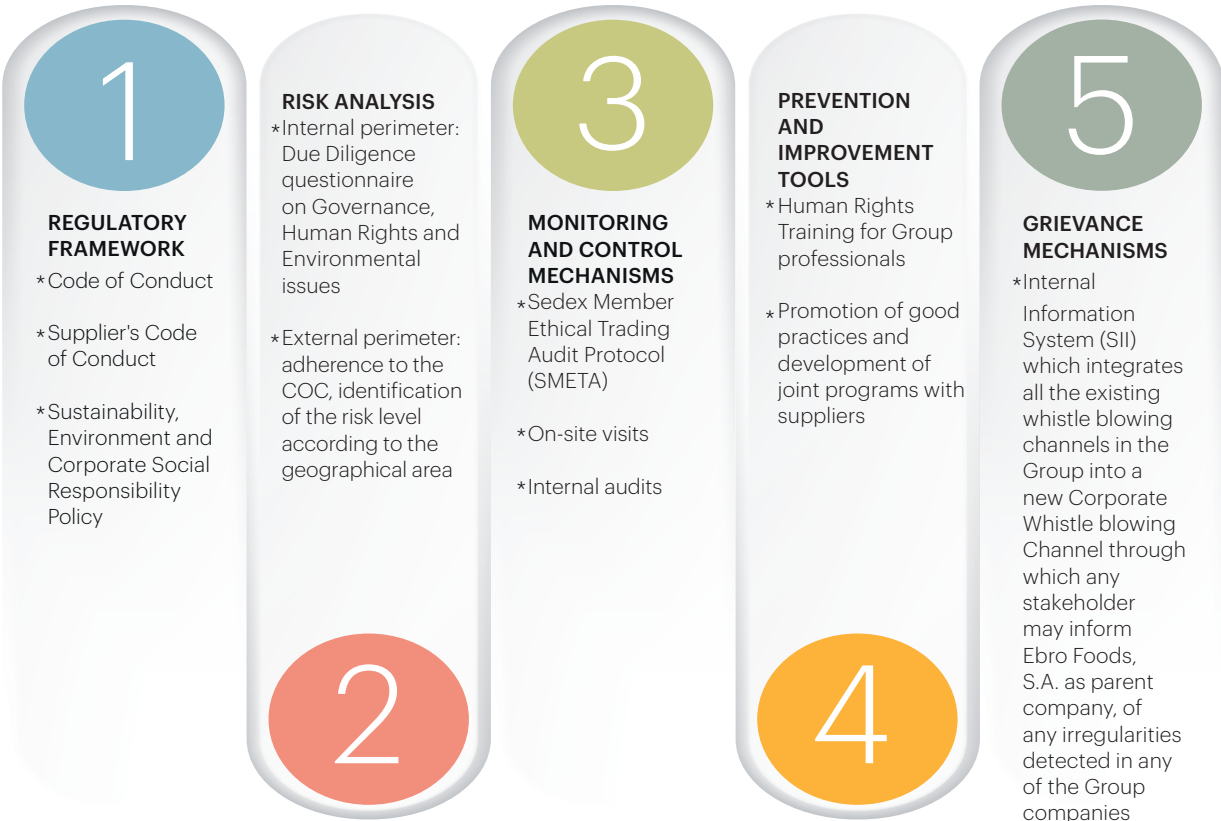 1
REGULATORY
FRAMEWORK
*Code of Conduct
*Supplier's Code
of Conduct
*Sustainability,
Environment and
Corporate Social
Responsibility
Policy
RISK ANALYSIS
*Internal perimeter:
Due Diligence
questionnaire
on Governance,
Human Rights and
Environmental
issues
*External perimeter:
adherence to the
COC, identification
of the risk level
according to the
geographical area
2
3
MONITORING
AND CONTROL
MECHANISMS
*Sedex Member
Ethical Trading
Audit Protocol
(SMETA)
*On-site visits
*Internal audits
PREVENTION
AND
IMPROVEMENT
TOOLS
*Human Rights
Training for Group
professionals
*Promotion of good
practices and
development of
joint programs with
suppliers
4
5
GRIEVANCE
MECHANISMS
*Internal
Information
System (SII)
which integrates
all the existing
whistle blowing
channels in the
Group into a
new Corporate
Whistle blowing
Channel through
which any
stakeholder
may inform
Ebro Foods,
S.A. as parent
company, of
any irregularities
detected in any
of the Group
companies